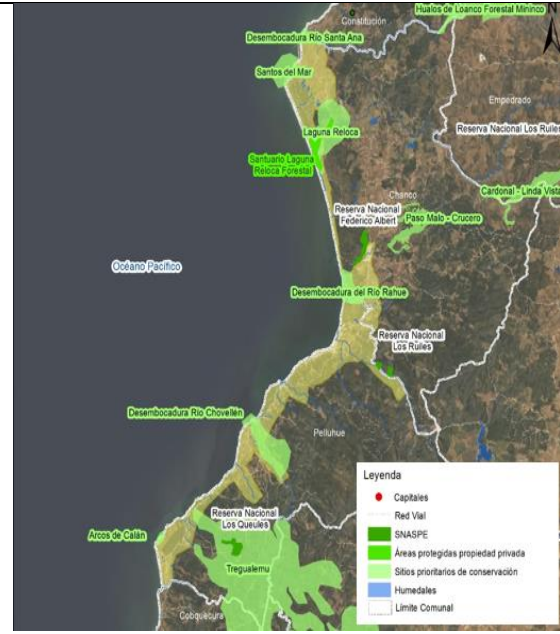 Hualos de Loanco Forestal Mininco
N
Constitución
Desembocadura Río Santa Ana
Santos del Mar
Empedrado
Laguna Reloca
Reserva Nacional Los Ruiles
Santuario Laguna
Reloca Forestal
Chanco
Cardonal - Linda Vista
Reserva Nacional
Federico Albert
Paso Malo - Crucero
Océano Pacífico
Desembocadura del Río Rahue
Reserva Nacional
Los Ruiles
Desembocadura Río Chovellén
Pelluhue
Reserva Nacional
Los Queules
Arcos de Calán
Tregualemu
Cobquecura
Leyenda
Capitales
Red Vial
SNASPE
Áreas protegidas propiedad privada
Sitios prioritarios de conservación
Humedales
Límite Comunal